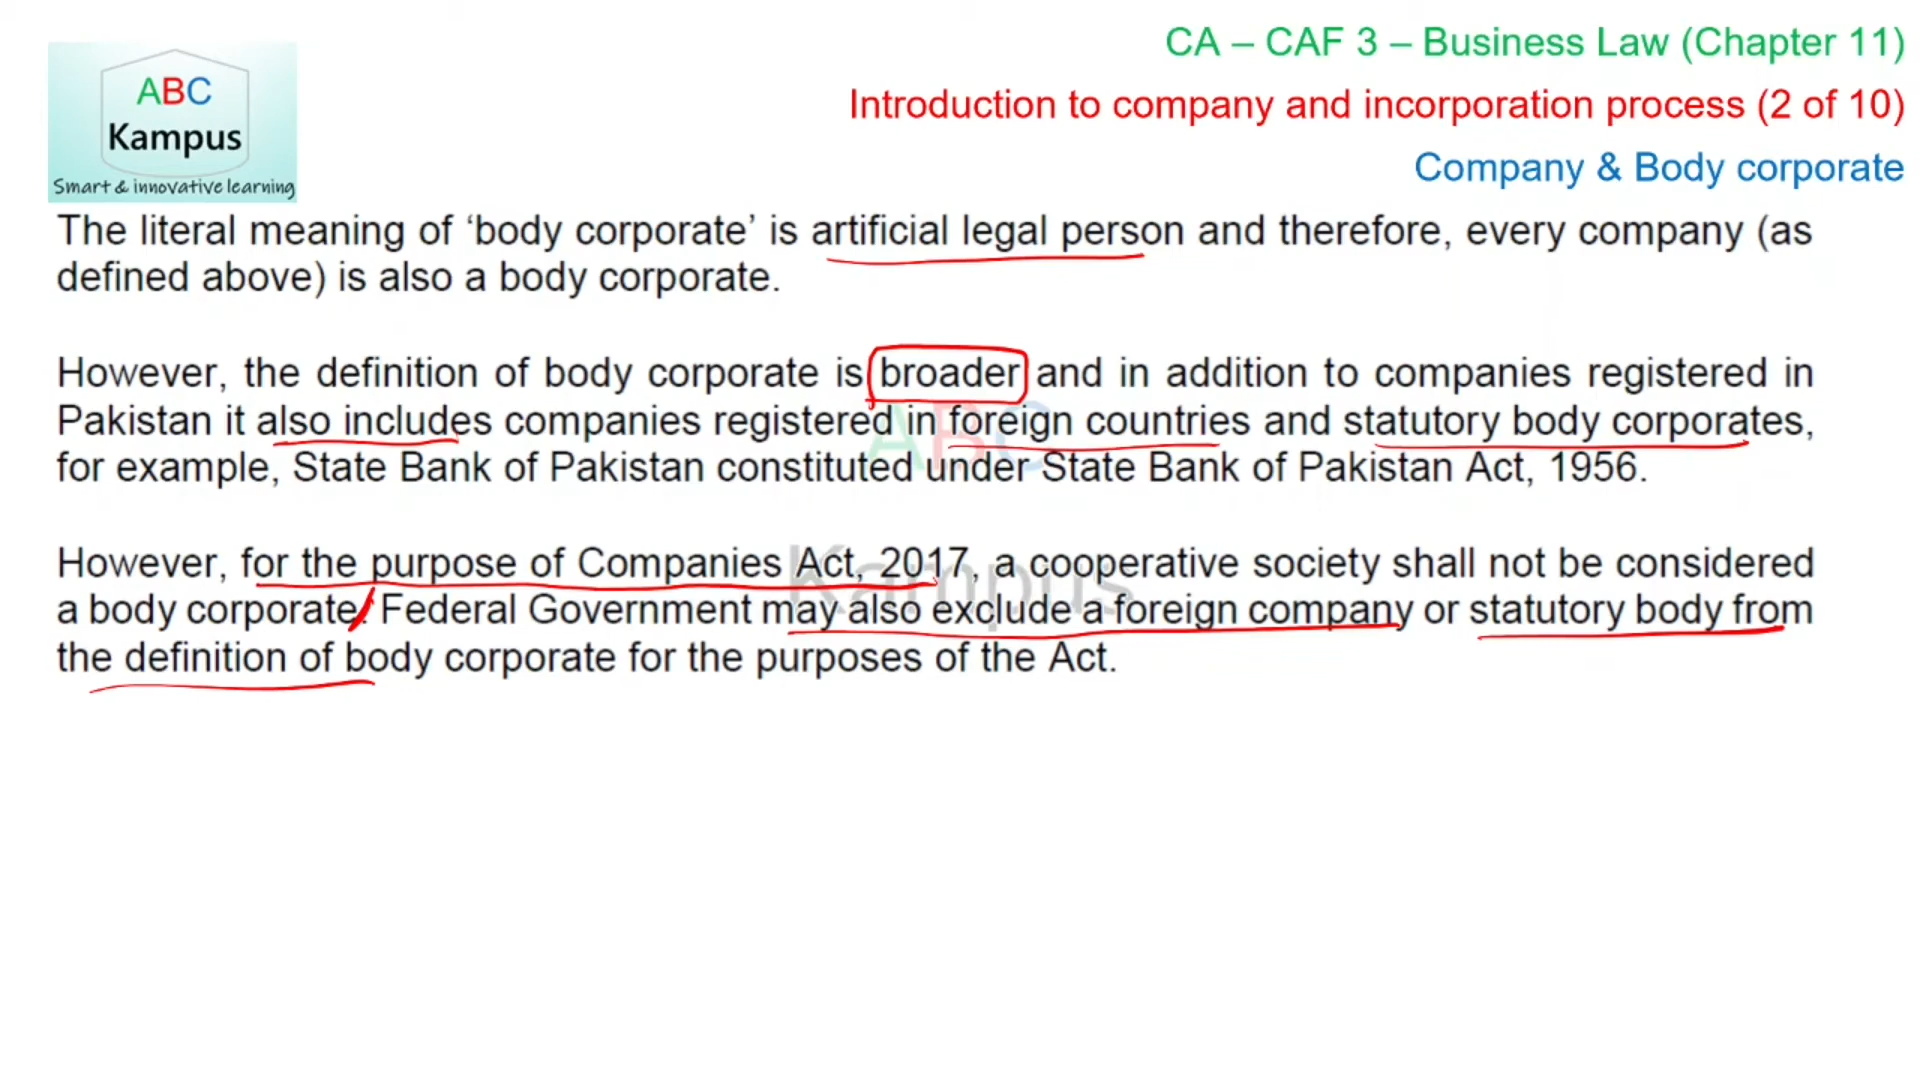 CA – CAF 3 – Business Law (Chapter 11)
Introduction to company and incorporation process (2 of 10)
Company & Body corporate
ABC
Kampus
Smart & innovative learning
The literal meaning of ‘body corporate’ is artificial legal person and therefore, every company (as
defined above) is also a body corporate.
However, the definition of body corporate is broader and in addition to companies registered in
Pakistan it also includes companies registered in foreign countries and statutory body corporates,
for example, State Bank of Pakistan constituted under State Bank of Pakistan Act, 1956.
However, for the purpose of Companies Act, 2017, a cooperative society shall not be considered
a body corporate. Federal Government may also exclude a foreign company or statutory body from
the definition of body corporate for the purposes of the Act.
ABC
Kampus